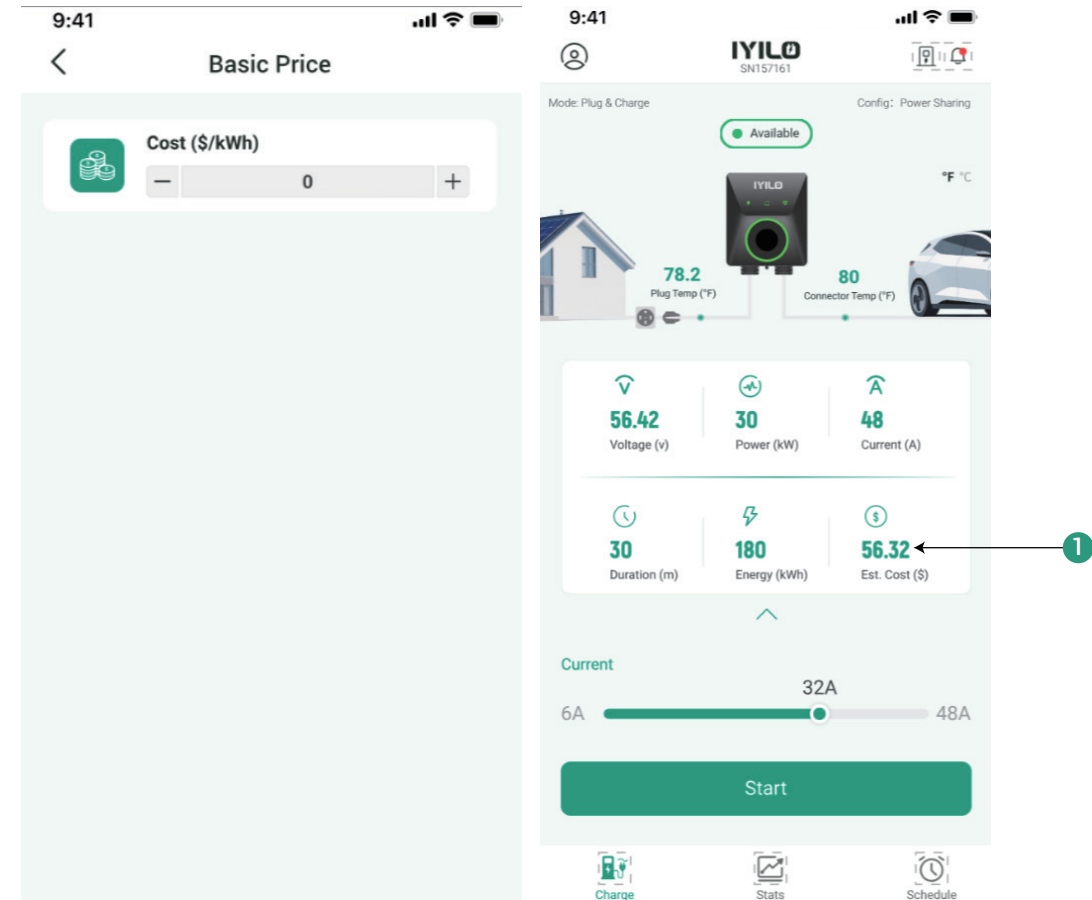 9:41
Basic Price
Cost ($/kWh)
− 0 +
9:41
IYILO
SN157161
Mode: Plug & Charge
Config: Power Sharing
Available
°F °C
IYILO
78.2
Plug Temp (°F)
80
Connector Temp (°F)
V A
56.42 30 48
Voltage (v) Power (kW) Current (A)
$
30 180 56.32
Duration (m) Energy (kWh) Est. Cost ($)
1
Current
32A
6A 48A
Start
Charge Stats Schedule